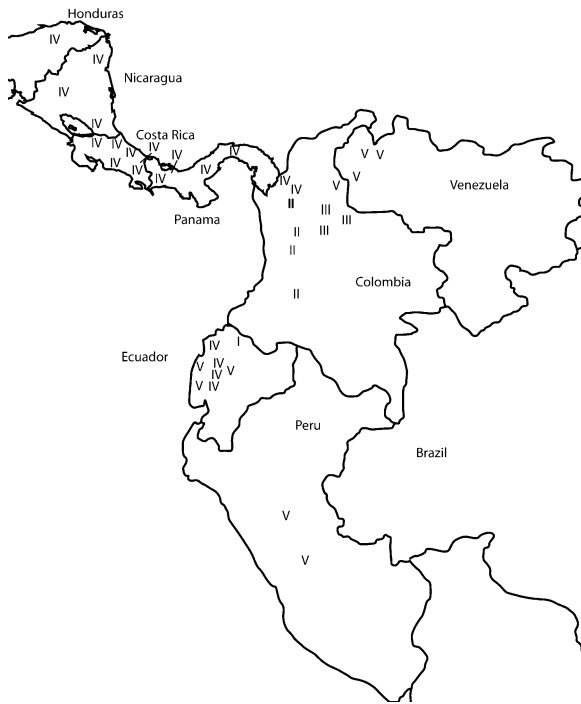 Honduras
IV
IV
Nicaragua
IV
IV
Costa Rica
IV IV IV IV IV IV
IV IV IV IV
Panama
V V
V V
Venezuela
IV IV
II III
II III III
II
Colombia
II
Ecuador
IV I
V IV V
IV
V IV
Peru
Brazil
V
V